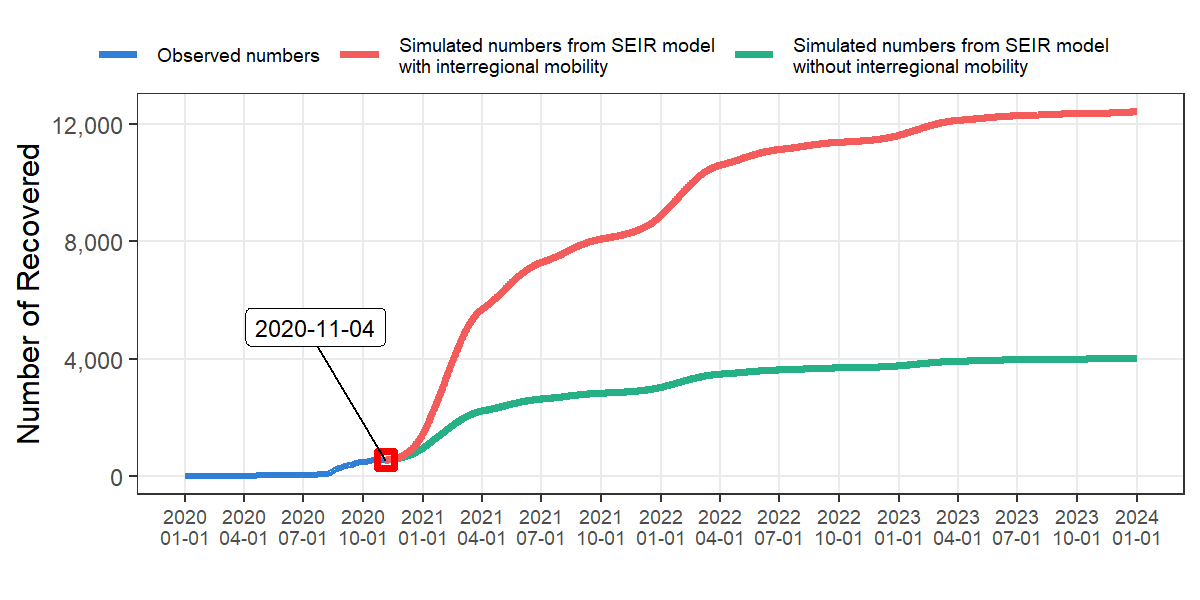 Observed numbers
Simulated numbers from SEIR model
with interregional mobility
Simulated numbers from SEIR model
without interregional mobility
Number of Recovered
12,000
8,000
4,000
0
2020-11-04
2020 2020 2020 2020 2021 2021 2021 2021 2022 2022 2022 2022 2023 2023 2023 2023 2024
01-01 04-01 07-01 10-01 01-01 04-01 07-01 10-01 01-01 04-01 07-01 10-01 01-01 04-01 07-01 10-01 01-01